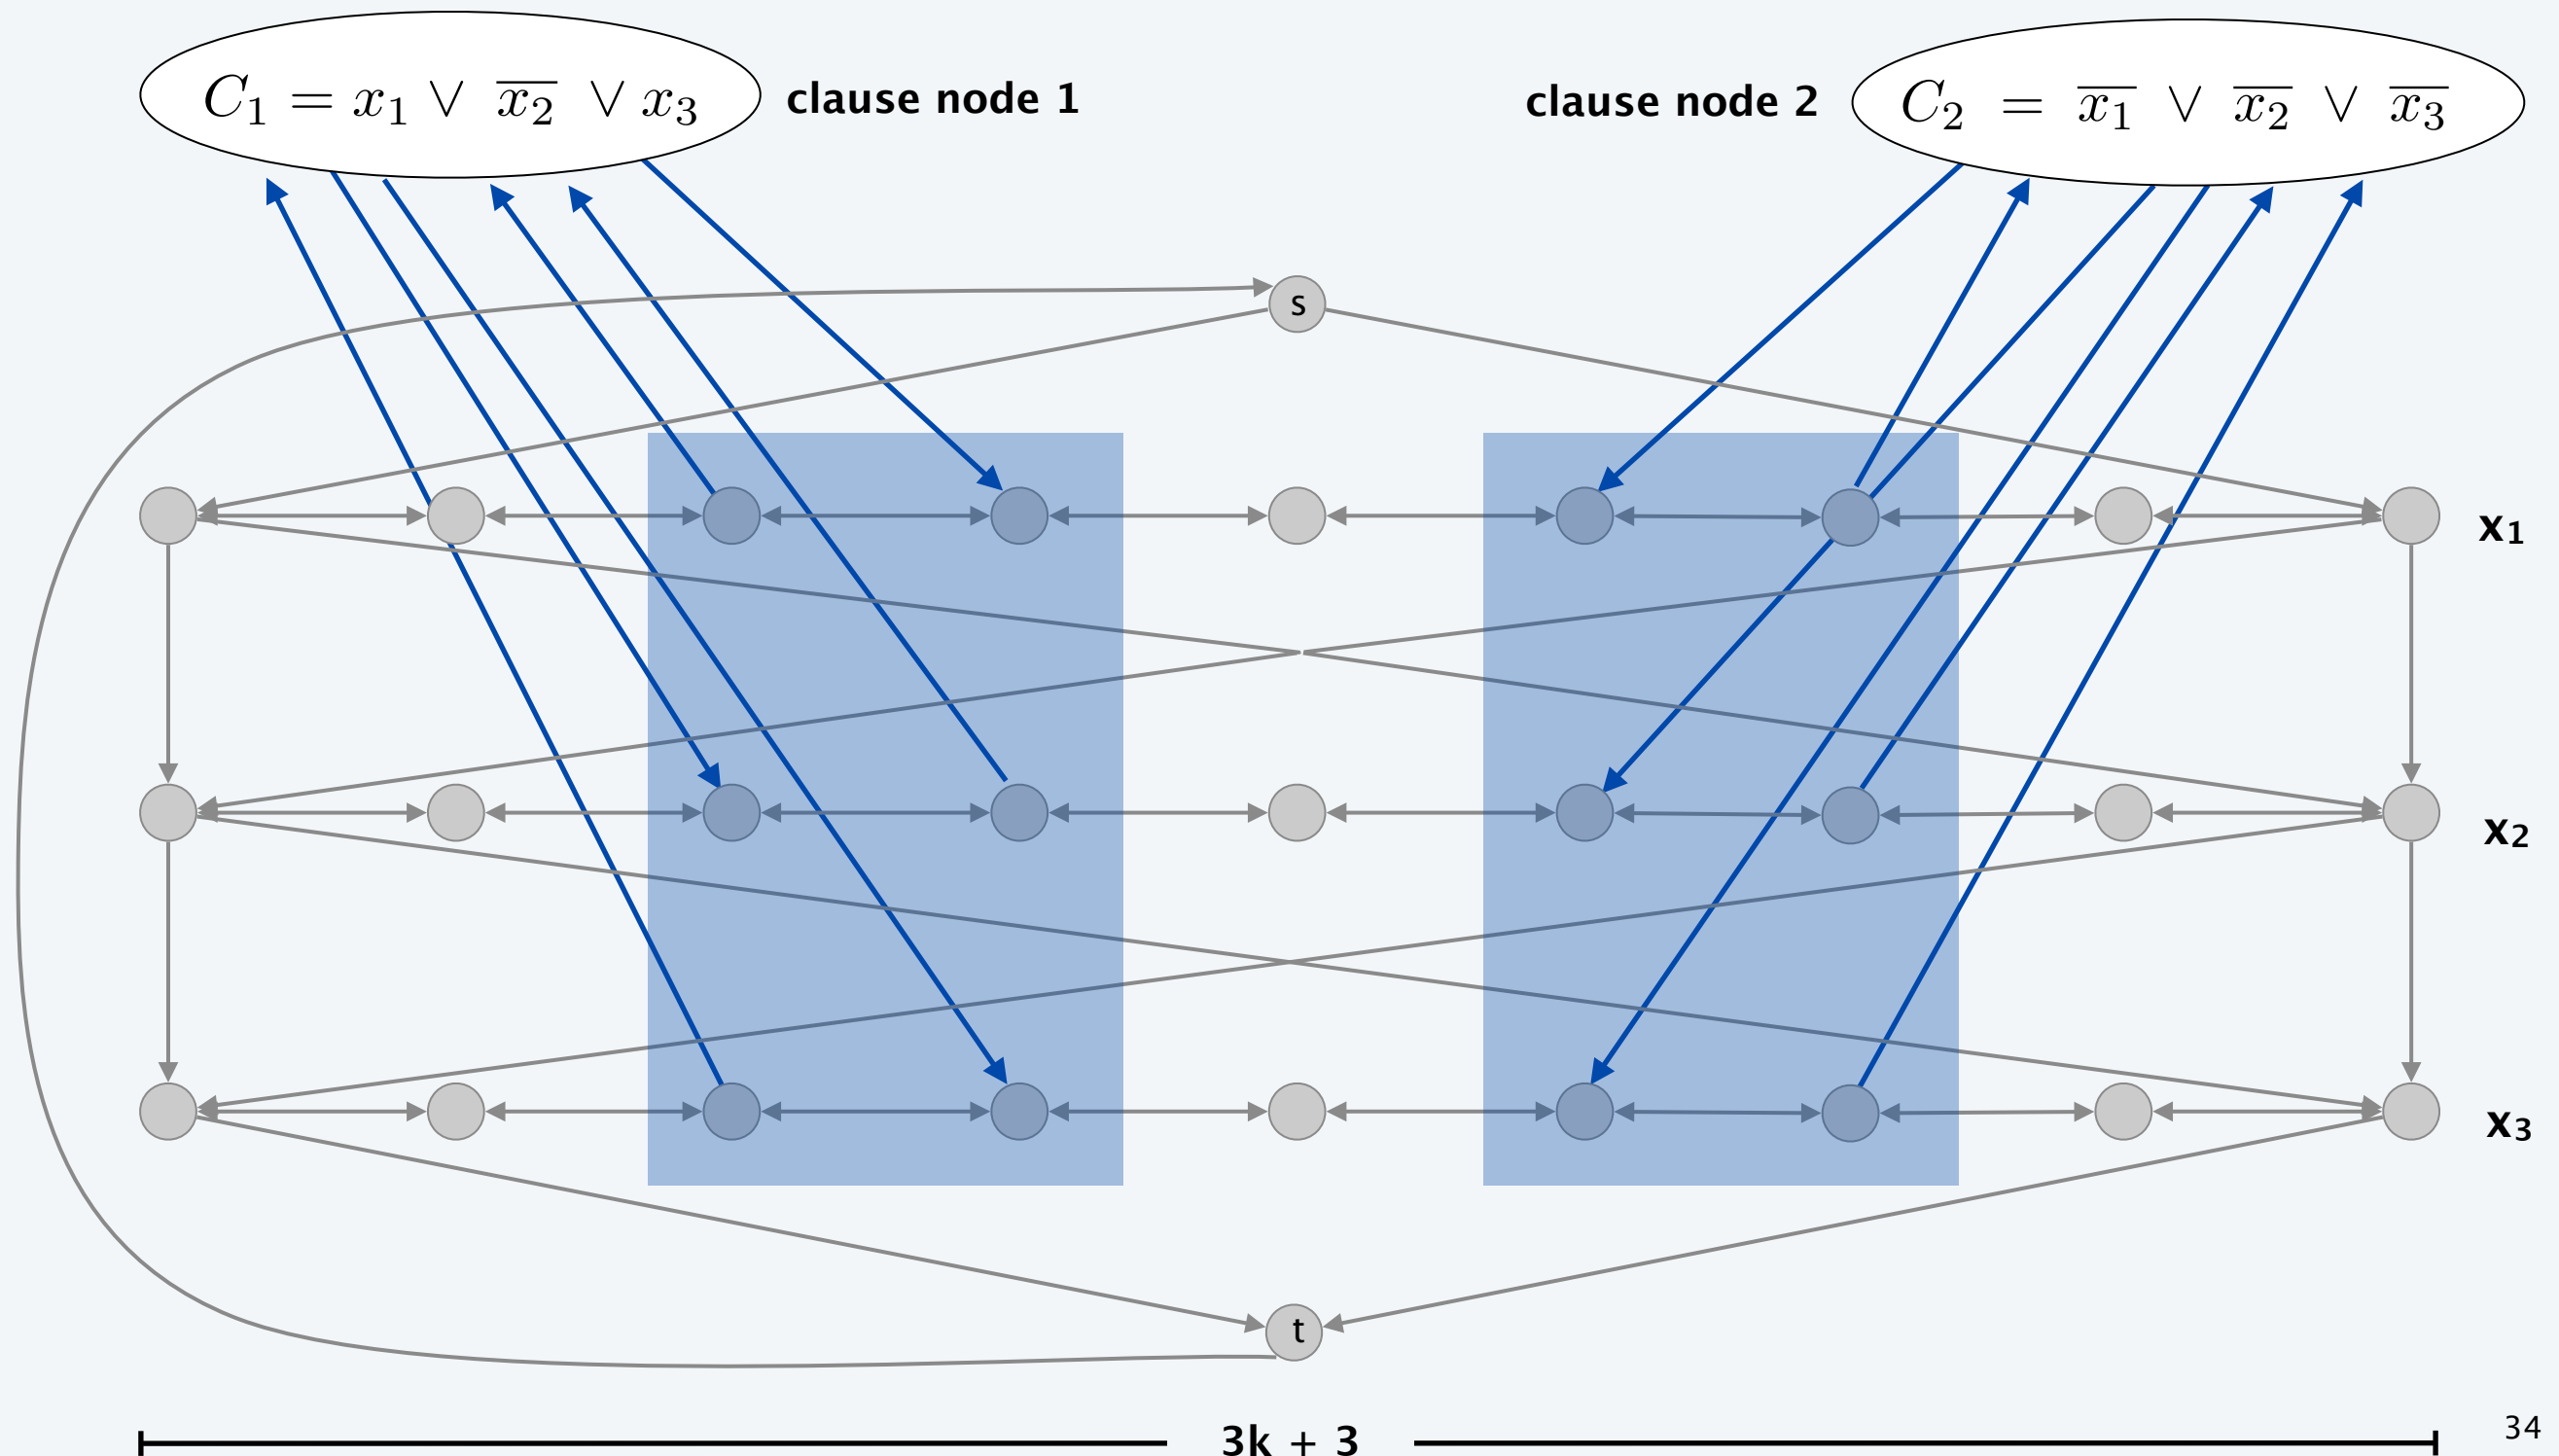 C₁ = x₁ ∨ x̅₂ ∨ x₃
clause node 1
clause node 2
C₂ = x̅₁ ∨ x̅₂ ∨ x̅₃
s
x₁
x₂
x₃
t
3k + 3
34